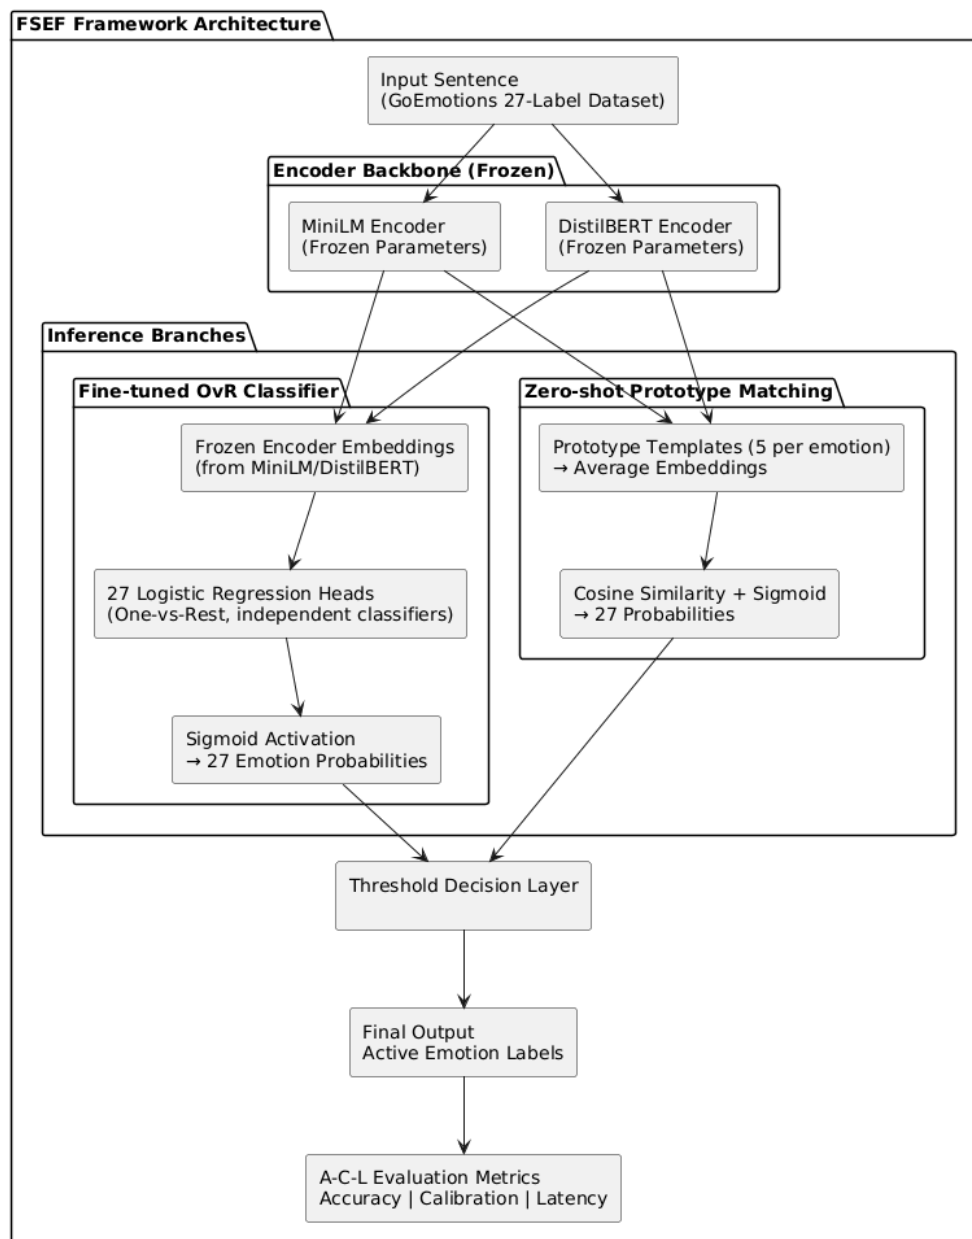 FSEF Framework Architecture
Input Sentence
(GoEmotions 27-Label Dataset)
Encoder Backbone (Frozen)
MiniLM Encoder
(Frozen Parameters)
DistilBERT Encoder
(Frozen Parameters)
Inference Branches
Fine-tuned OvR Classifier
Frozen Encoder Embeddings
(from MiniLM/DistilBERT)
27 Logistic Regression Heads
(One-vs-Rest, independent classifiers)
Sigmoid Activation
→ 27 Emotion Probabilities
Zero-shot Prototype Matching
Prototype Templates (5 per emotion)
→ Average Embeddings
Cosine Similarity + Sigmoid
→ 27 Probabilities
Threshold Decision Layer
Final Output
Active Emotion Labels
A-C-L Evaluation Metrics
Accuracy | Calibration | Latency